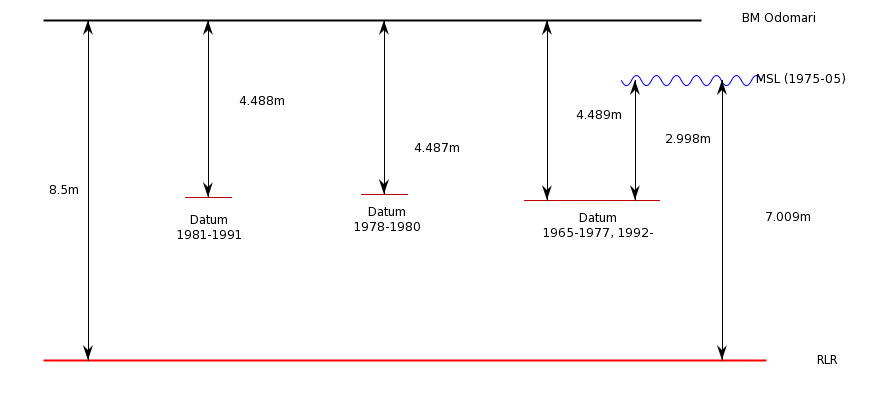 BM Odomari
MSL (1975-05)
4.488m
4.489m
2.998m
4.487m
8.5m
Datum
1981-1991
Datum
1978-1980
Datum
1965-1977, 1992-
7.009m
RLR